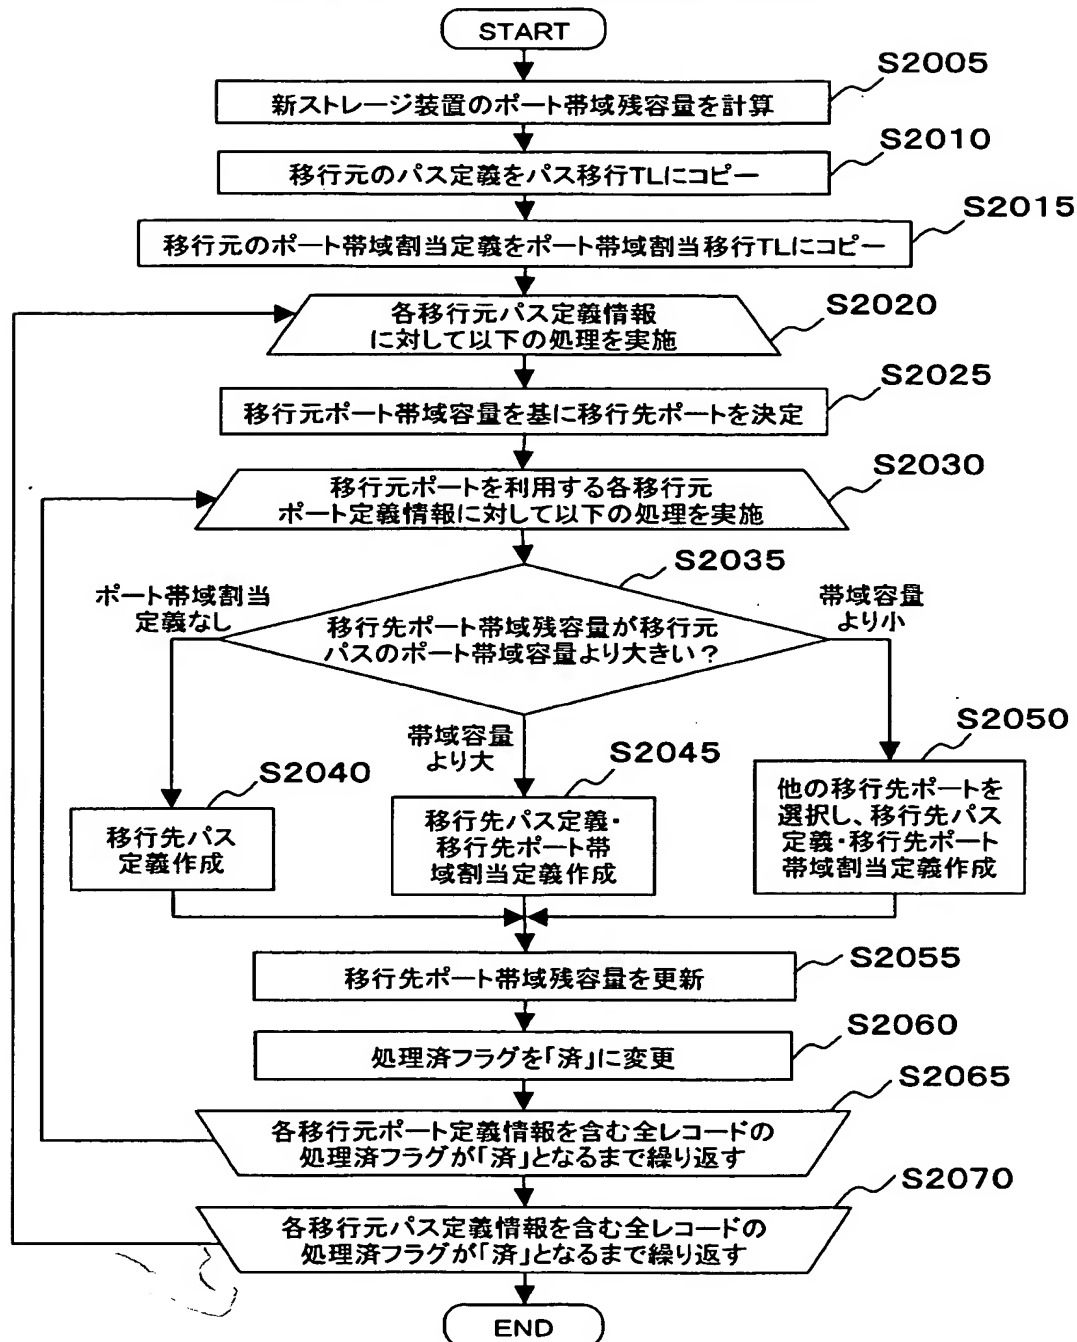 START
S2005
新ストレージ装置のポート帯域残容量を計算
S2010
移行元のパス定義をパス移行TLにコピー
S2015
移行元のポート帯域割当定義をポート帯域割当移行TLにコピー
S2020
各移行元パス定義情報
に対して以下の処理を実施
S2025
移行元ポート帯域容量を基に移行先ポートを決定
S2030
移行元ポートを利用する各移行元
ポート定義情報に対して以下の処理を実施
S2035
ポート帯域割当
定義なし
移行先ポート帯域残容量が移行元
パスのポート帯域容量より大きい？
帯域容量
より小
帯域容量
より大
S2040
移行先パス
定義作成
S2045
移行先パス定義・
移行先ポート帯
域割当定義作成
S2050
他の移行先ポートを
選択し、移行先パス
定義・移行先ポート
帯域割当定義作成
S2055
移行先ポート帯域残容量を更新
S2060
処理済フラグを「済」に変更
S2065
各移行元ポート定義情報を含む全レコードの
処理済フラグが「済」となるまで繰り返す
S2070
各移行元パス定義情報を含む全レコードの
処理済フラグが「済」となるまで繰り返す
END